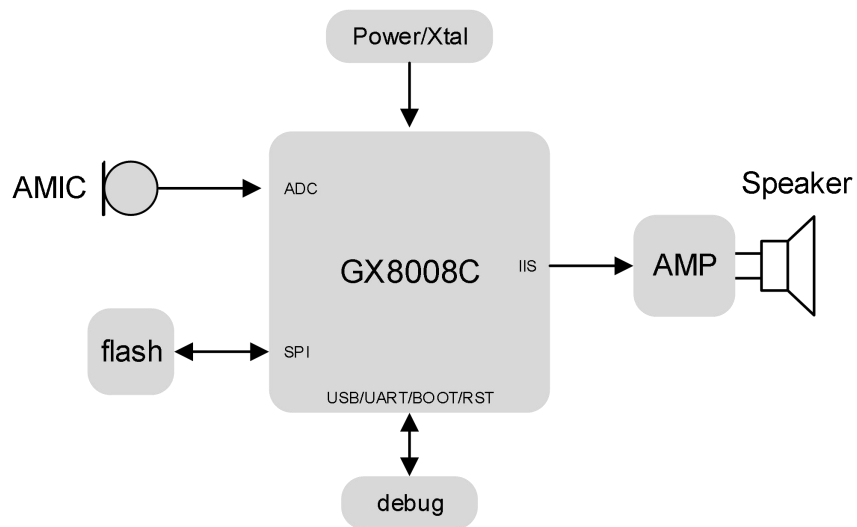 Power/Xtal
AMIC
ADC
Speaker
GX8008C
IIS
AMP
flash
SPI
USB/UART/BOOT/RST
debug